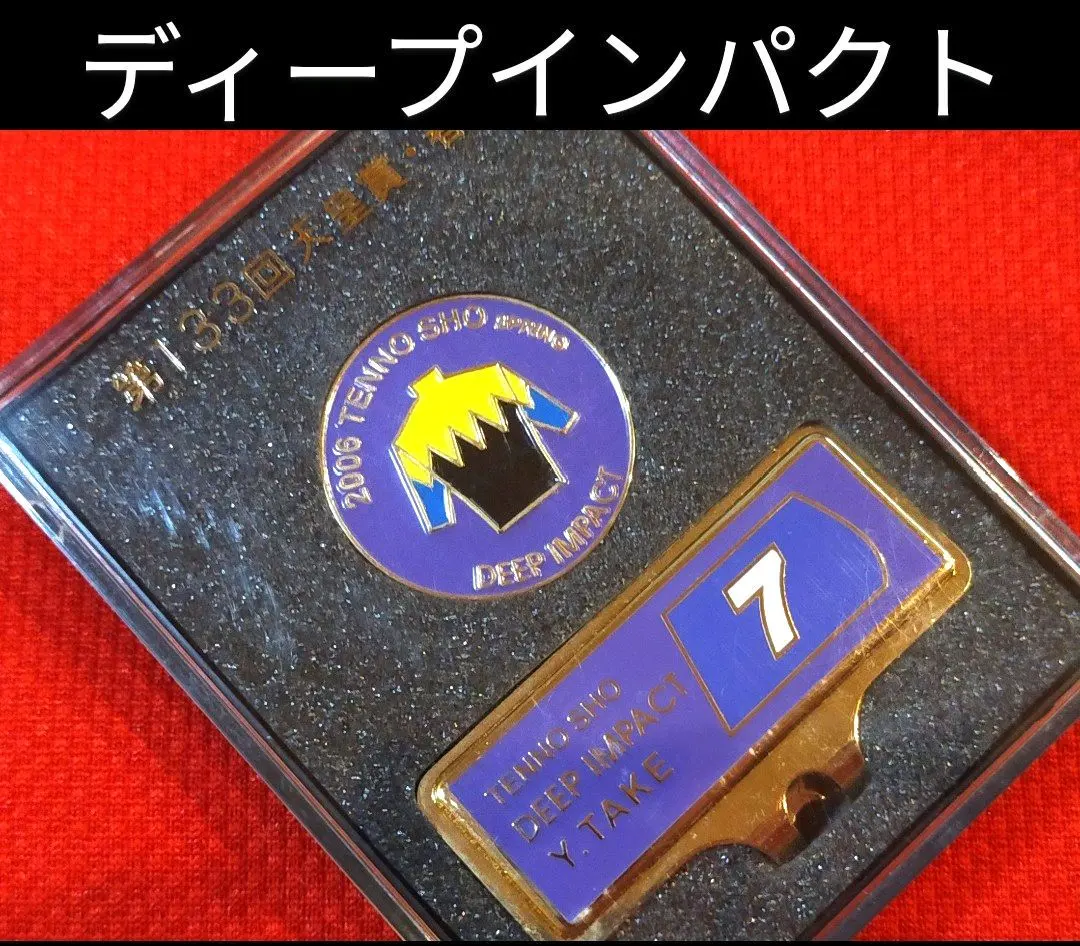 ディープインパクト
第133回天皇賞・春
2006 TENNO SHO SPRING
DEEP IMPACT
7
TENNO SHO
DEEP IMPACT
Y. TAKE